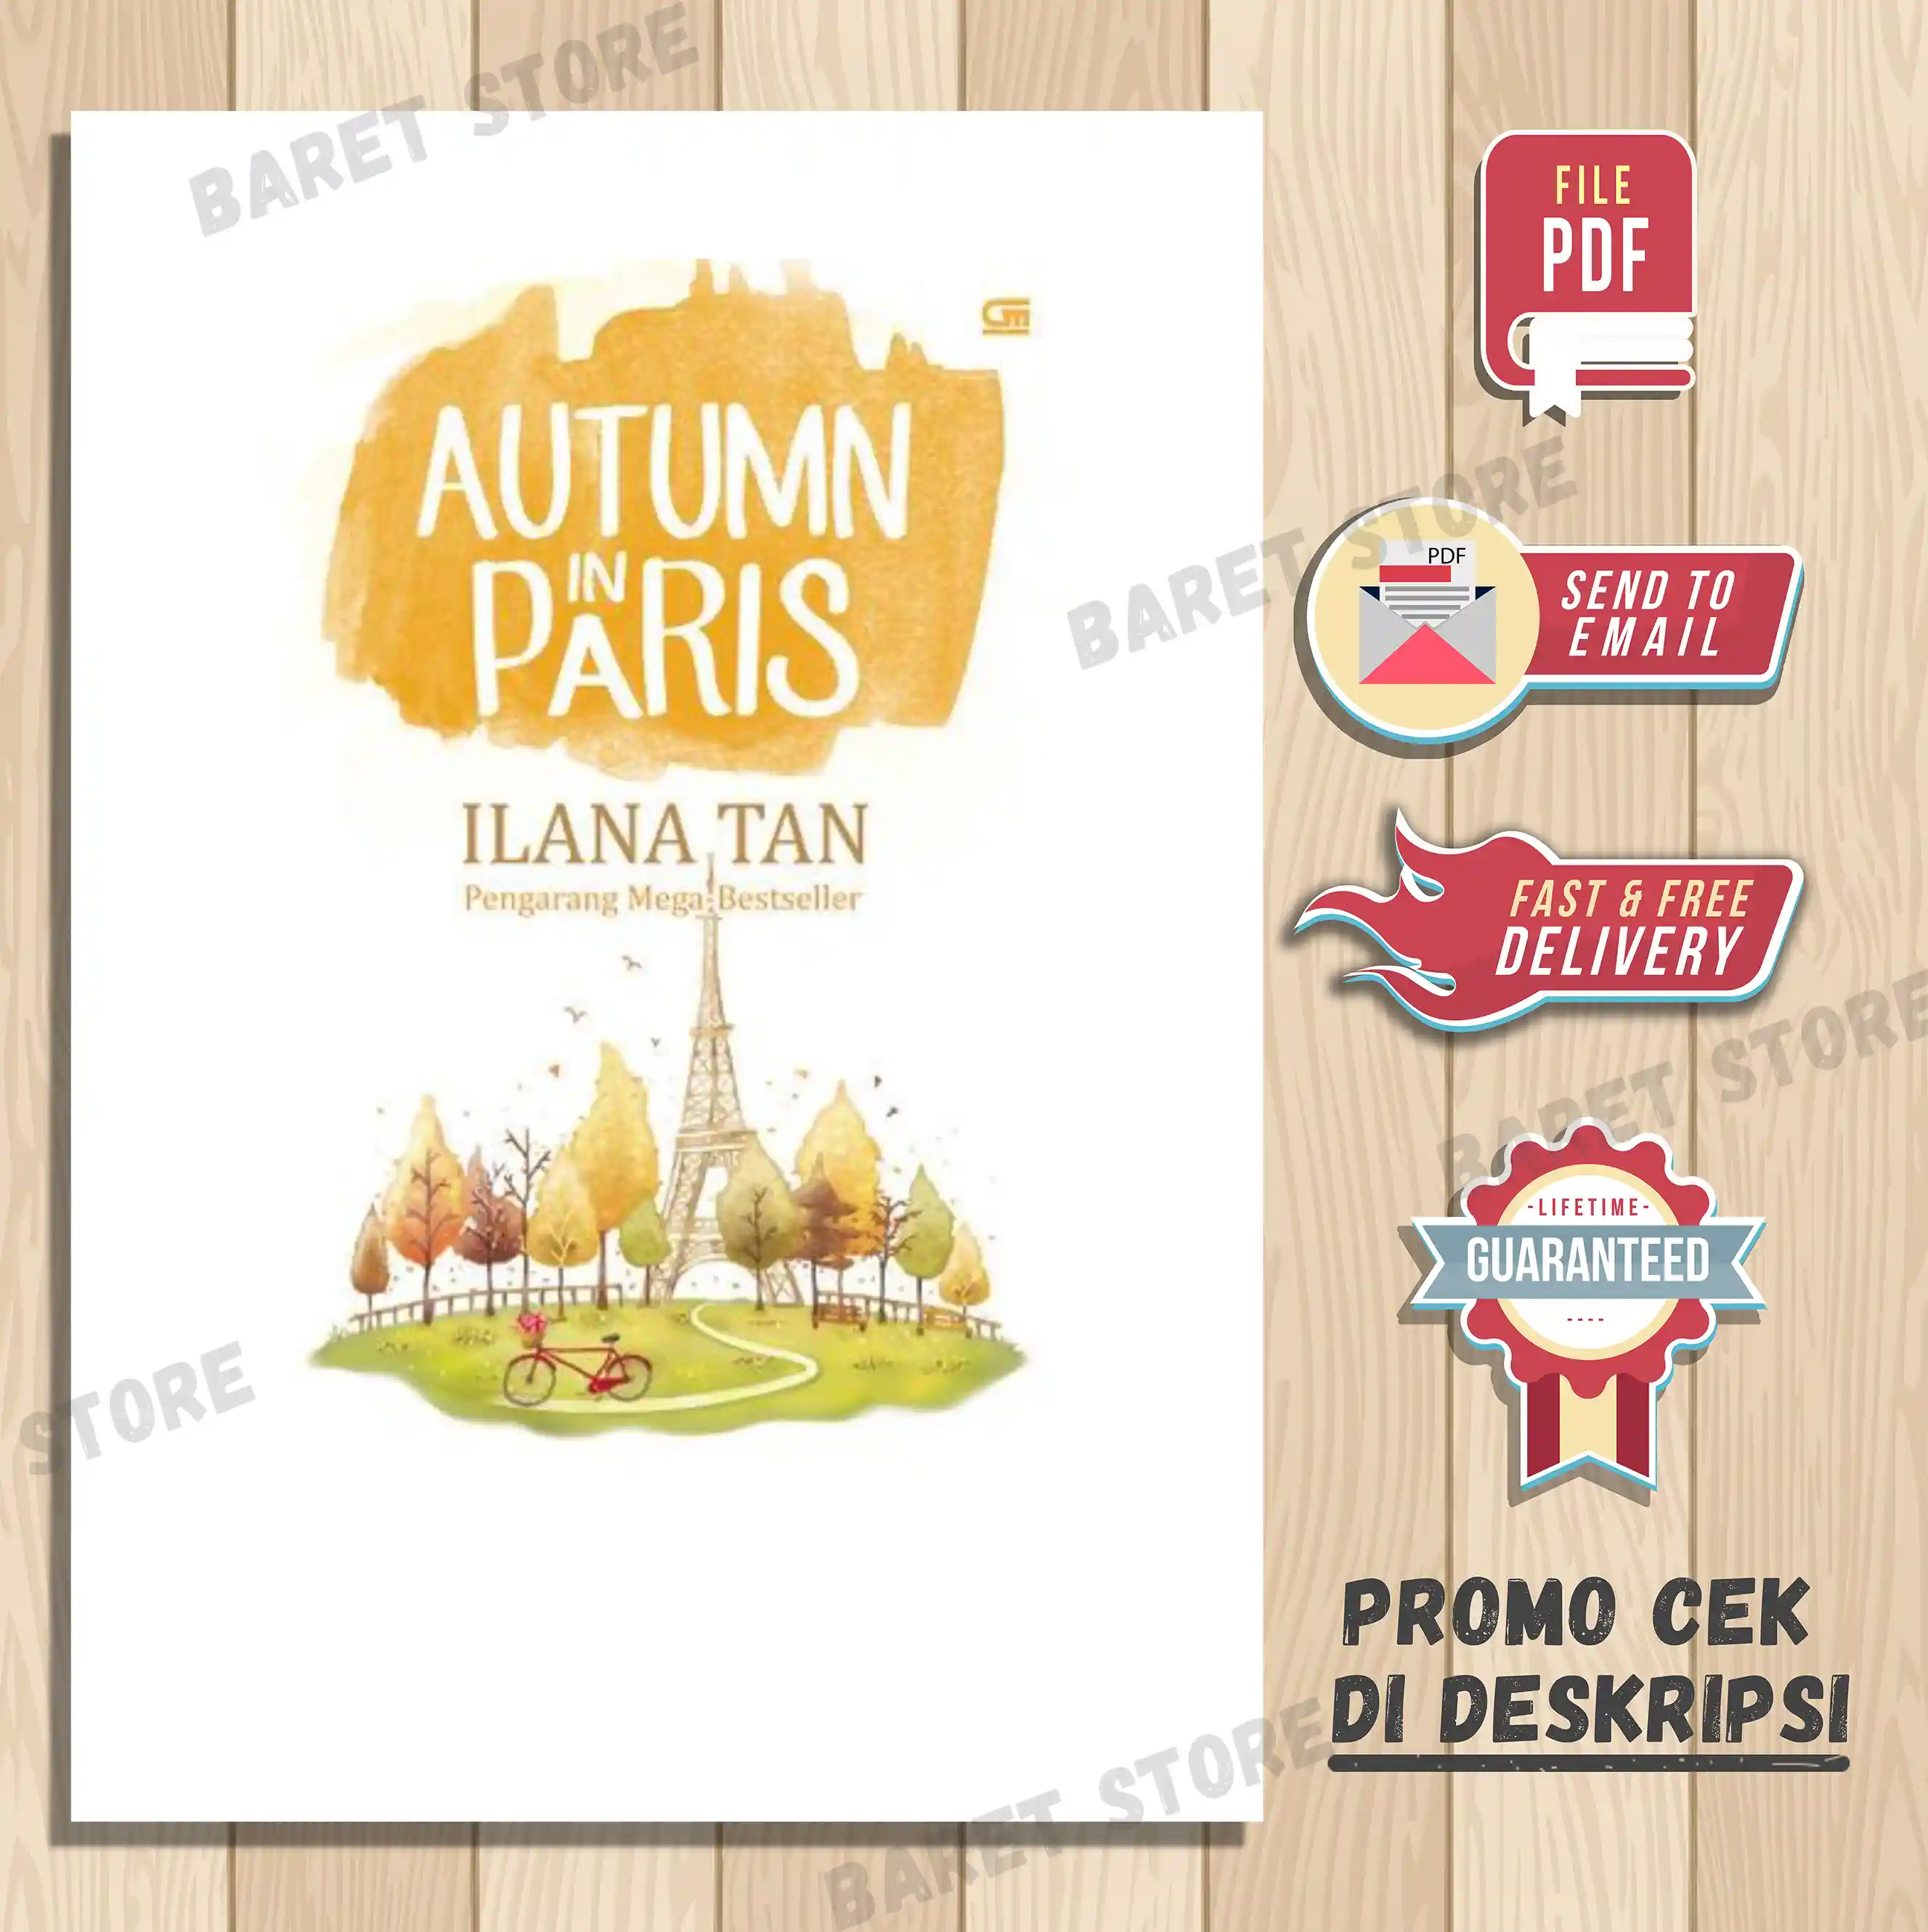 BARET STORE
AUTUMN
IN
PARIS
ILANA TAN
Pengarang Mega-Bestseller
FILE
PDF
BARET STORE
PDF
SEND TO
EMAIL
FAST & FREE
DELIVERY
BARET STORE
-LIFETIME-
GUARANTEED
STORE
PROMO CEK
DI DESKRIPSI
BARET STORE